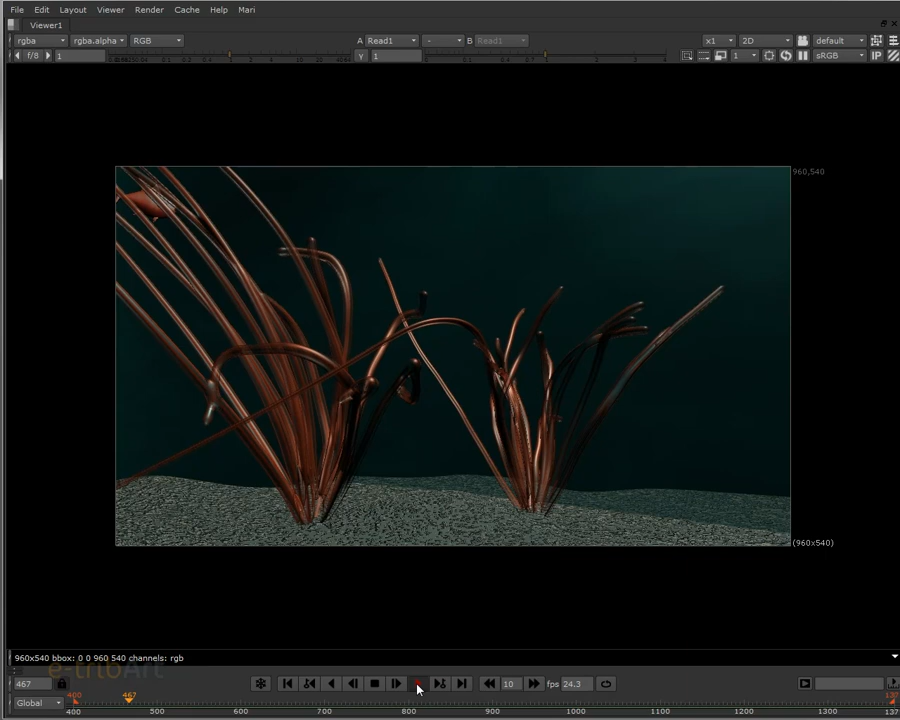 File Edit Layout Viewer Render Cache Help Mari
Viewer1
rgba rgba.alpha RGB A Read1 - B Read1 x1 2D default
f/8 1 γ 1 1 sRGB IP
960,540
(960x540)
960x540 bbox: 0 0 960 540 channels: rgb
e-tribArt
467 10 fps 24.3
Global 400 467
400 500 600 700 800 900 1000 1100 1200 1300